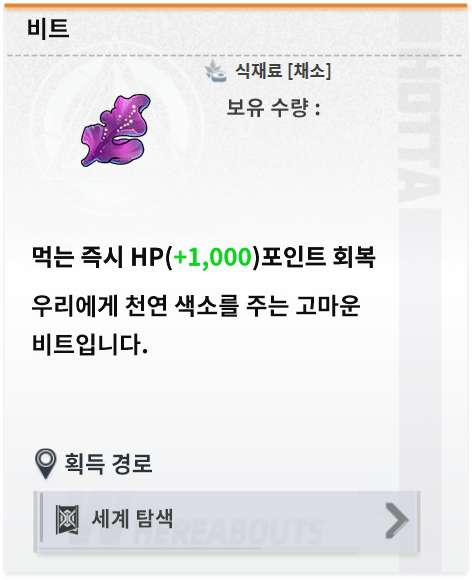 비트
식재료 [채소]
보유 수량 :
HOTTA
먹는 즉시 HP(+1,000)포인트 회복
우리에게 천연 색소를 주는 고마운
비트입니다.
획득 경로
세계 탐색
WHEREABOUTS